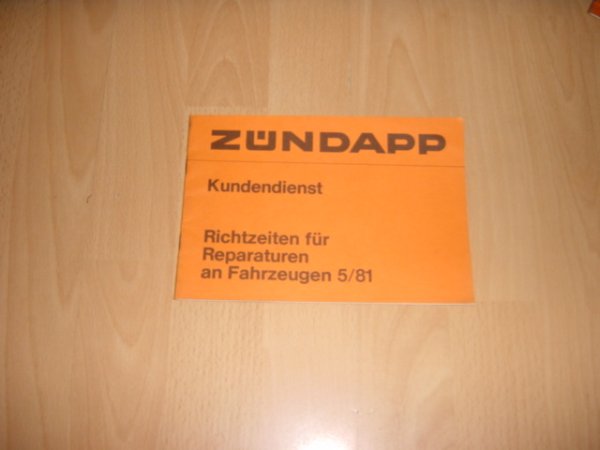 ZÜNDAPP
Kundendienst
Richtzeiten für
Reparaturen
an Fahrzeugen 5/81